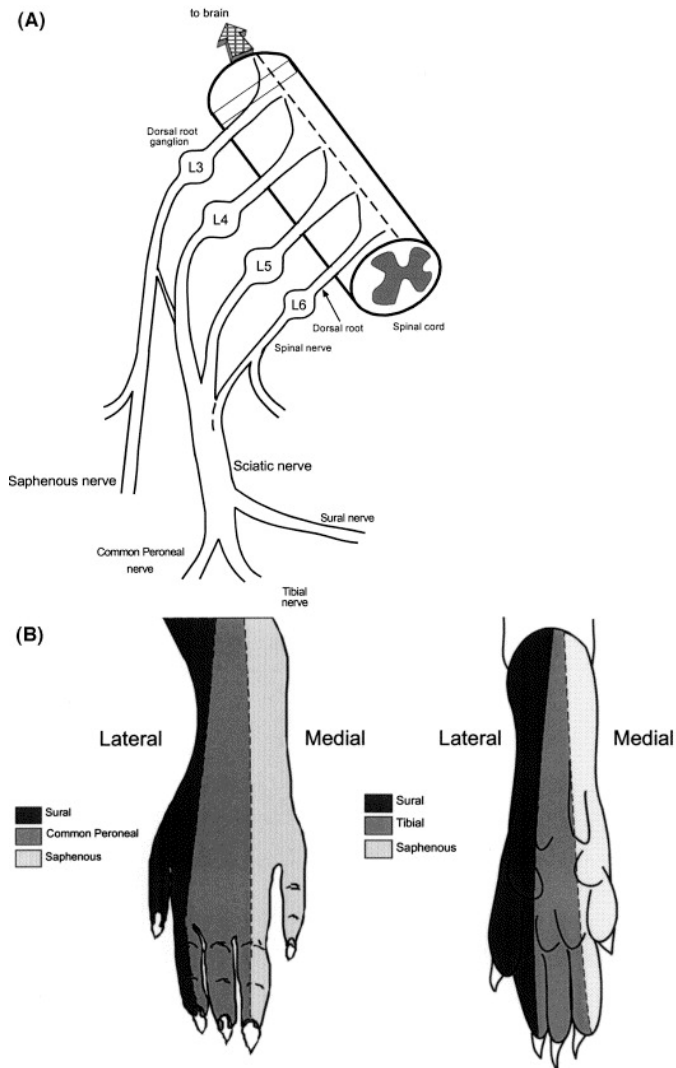 (A)
to brain
Dorsal root
ganglion
L3
L4
L5
L6
Dorsal root
Spinal cord
Spinal nerve
Saphenous nerve
Sciatic nerve
Sural nerve
Common Peroneal
nerve
Tibial
nerve
(B)
Lateral
Medial
Sural
Common Peroneal
Saphenous
Lateral
Medial
Sural
Tibial
Saphenous